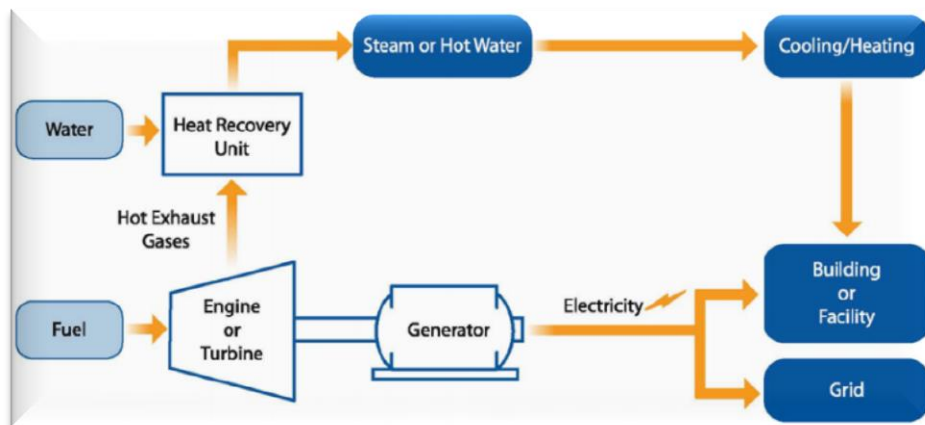 Steam or Hot Water
Cooling/Heating
Water
Heat Recovery
Unit
Hot Exhaust
Gases
Fuel
Engine
or
Turbine
Generator
Electricity
Building
or
Facility
Grid